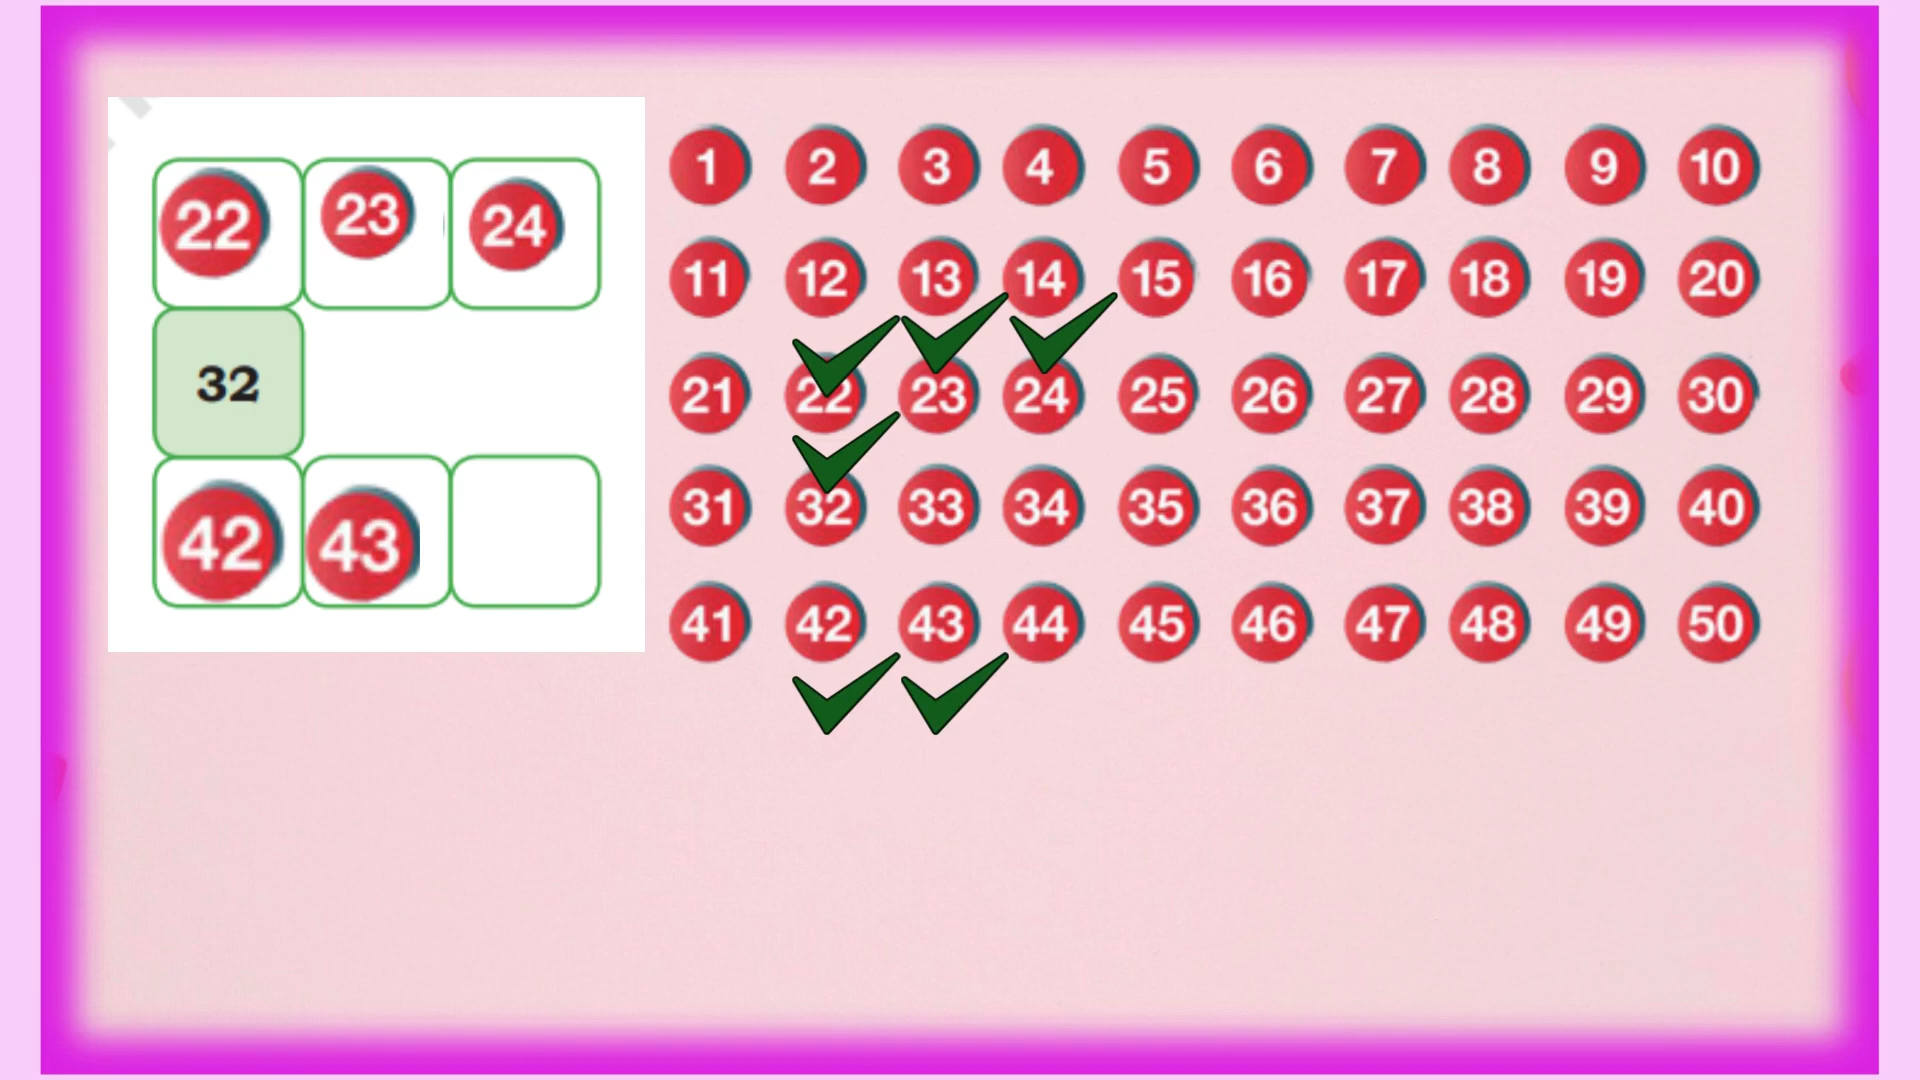 22 23 24
32
42 43
1 2 3 4 5 6 7 8 9 10
11 12 13 14 15 16 17 18 19 20
21 22 23 24 25 26 27 28 29 30
31 32 33 34 35 36 37 38 39 40
41 42 43 44 45 46 47 48 49 50